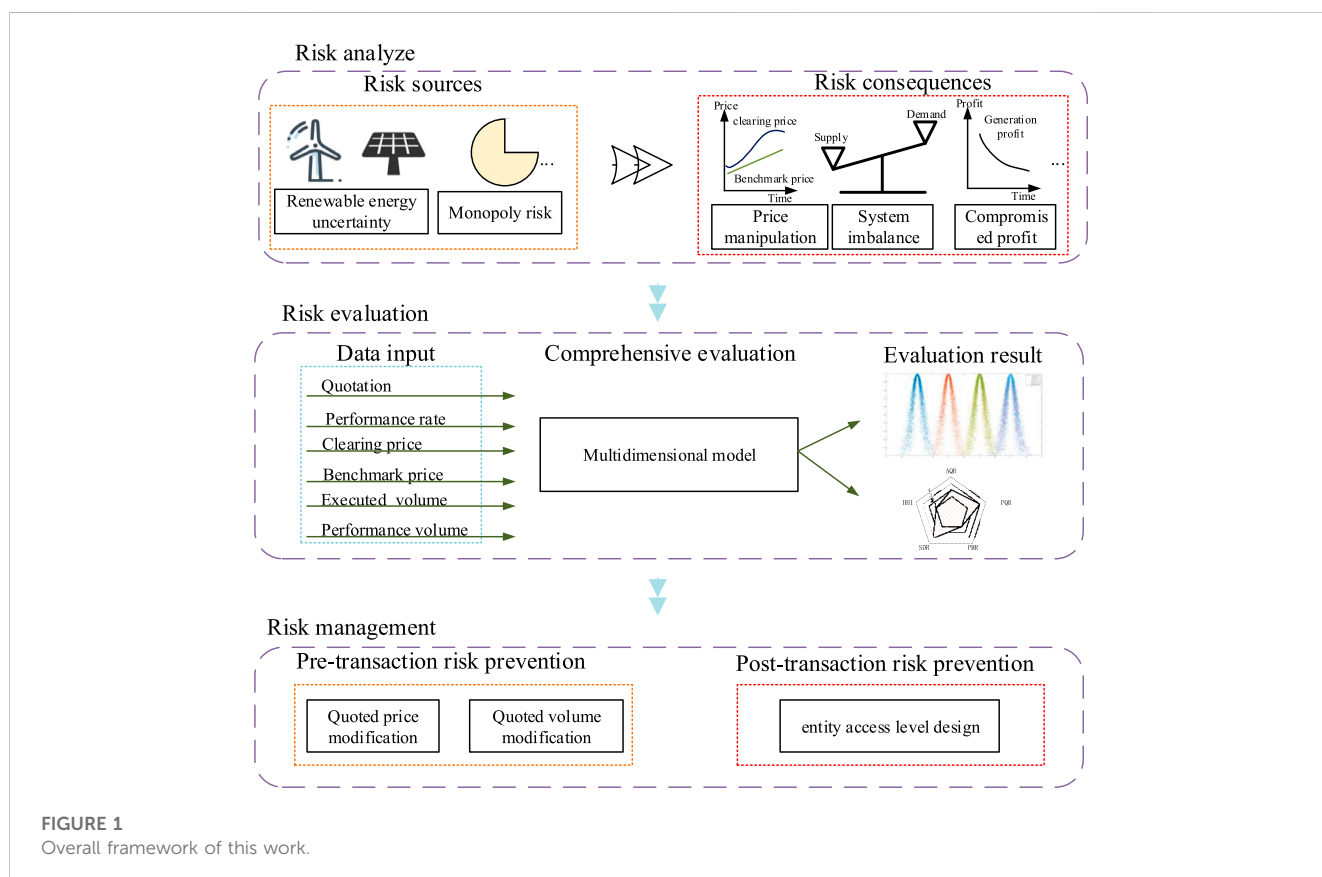 Risk analyze
Risk sources
Risk consequences
...
Renewable energy
uncertainty
Monopoly risk
Price
clearing price
Benchmark price
Time
Supply
Demand
Profit
Generation
profit
Time
...
Price
manipulation
System
imbalance
Compromis
ed profit
Risk evaluation
Data input
Comprehensive evaluation
Evaluation result
Quotation
Performance rate
Clearing price
Benchmark price
Executed volume
Performance volume
Multidimensional model
AQR
HHI
PQR
SDR
PMR
Risk management
Pre-transaction risk prevention
Post-transaction risk prevention
Quoted price
modification
Quoted volume
modification
entity access level design
FIGURE 1
Overall framework of this work.